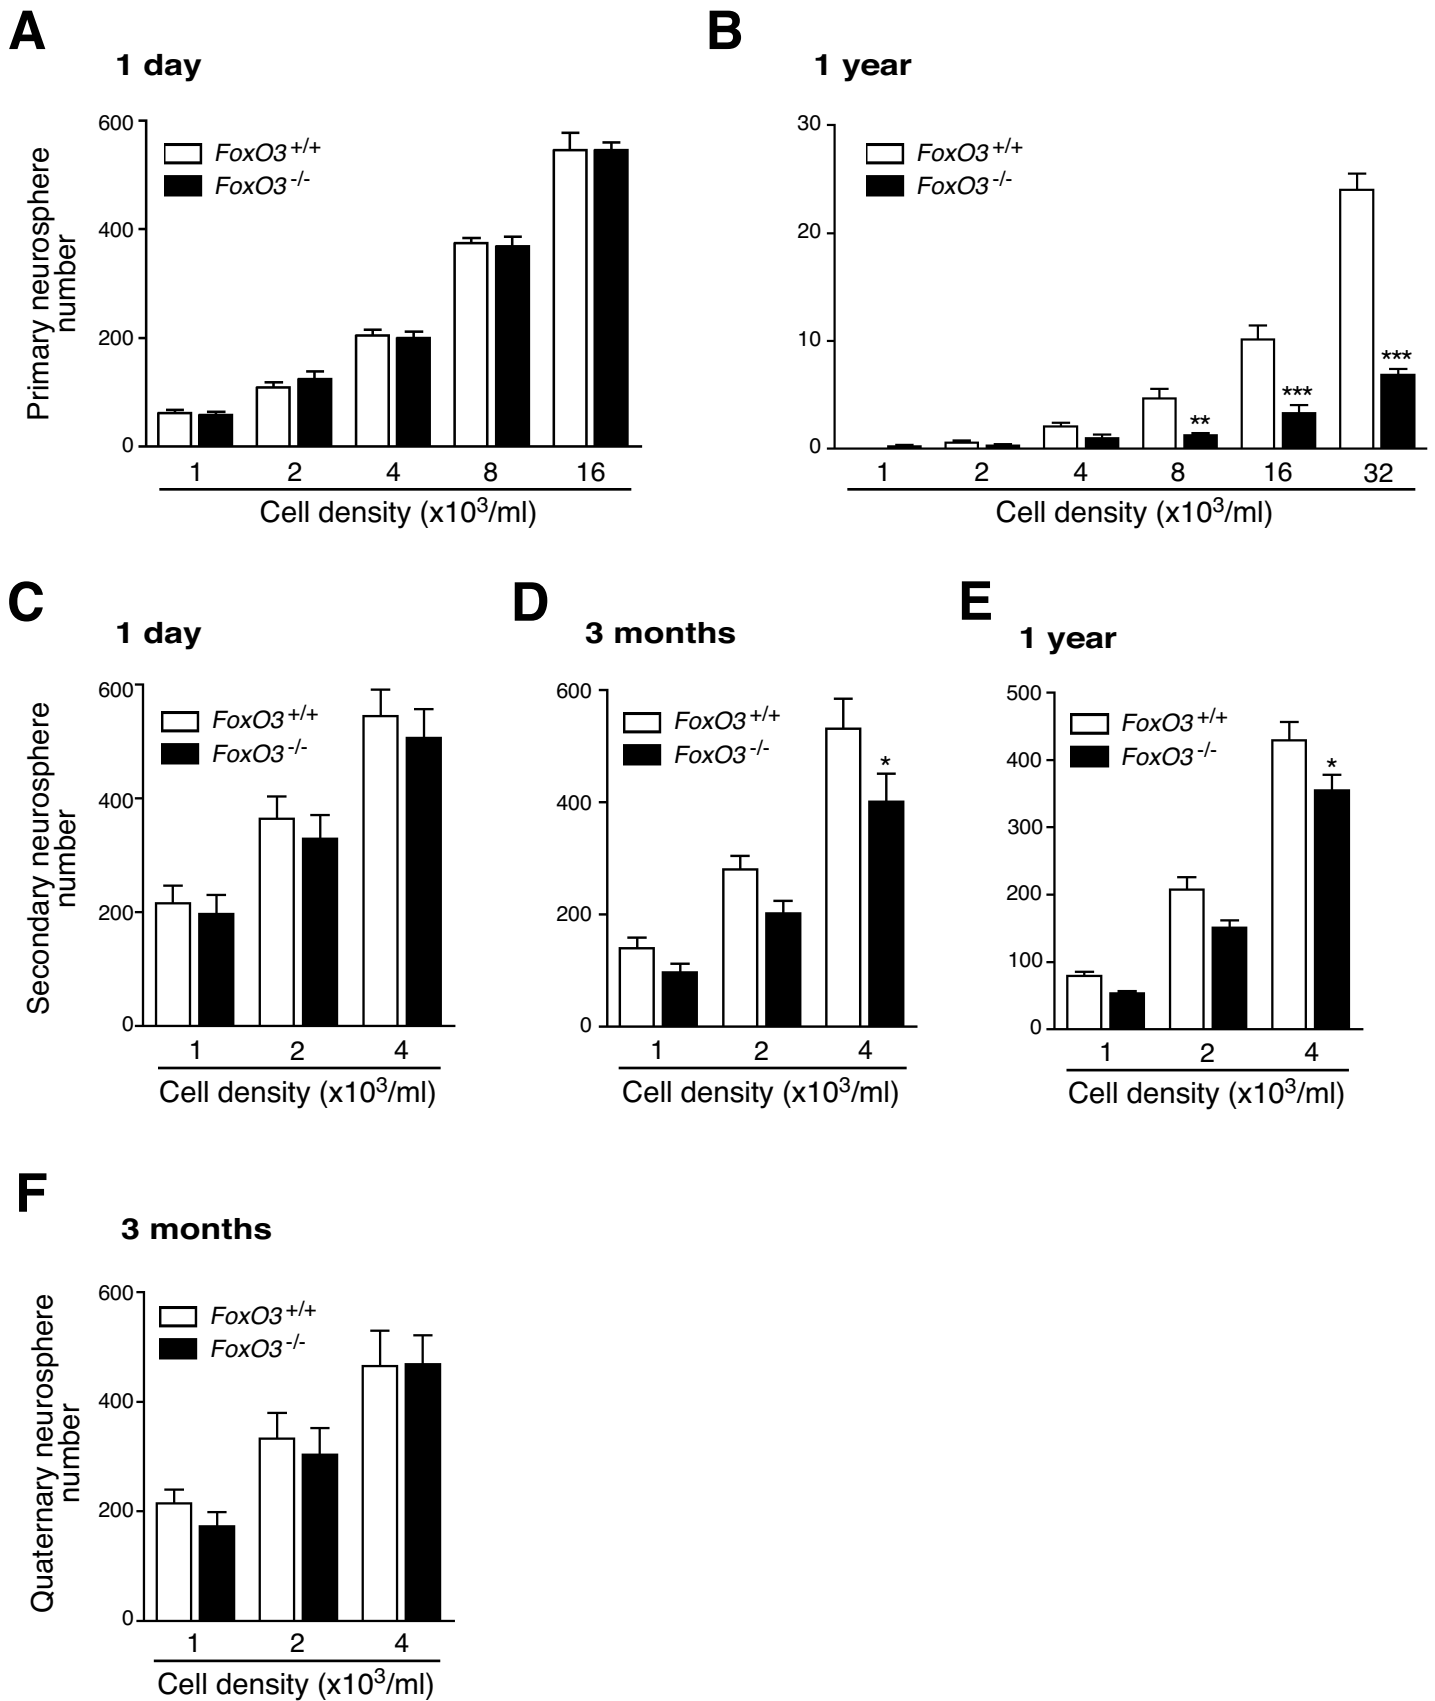 A
1 day
Primary neurosphere
number
600
400
200
0
FoxO3 +/+
FoxO3 -/-
1 2 4 8 16
Cell density (x10³/ml)
B
1 year
30
20
10
0
FoxO3 +/+
FoxO3 -/-
**
***
***
1 2 4 8 16 32
Cell density (x10³/ml)
C
1 day
Secondary neurosphere
number
600
400
200
0
FoxO3 +/+
FoxO3 -/-
1 2 4
Cell density (x10³/ml)
D
3 months
600
400
200
0
FoxO3 +/+
FoxO3 -/-
*
1 2 4
Cell density (x10³/ml)
E
1 year
500
400
300
200
100
0
FoxO3 +/+
FoxO3 -/-
*
1 2 4
Cell density (x10³/ml)
F
3 months
Quaternary neurosphere
number
600
400
200
0
FoxO3 +/+
FoxO3 -/-
1 2 4
Cell density (x10³/ml)